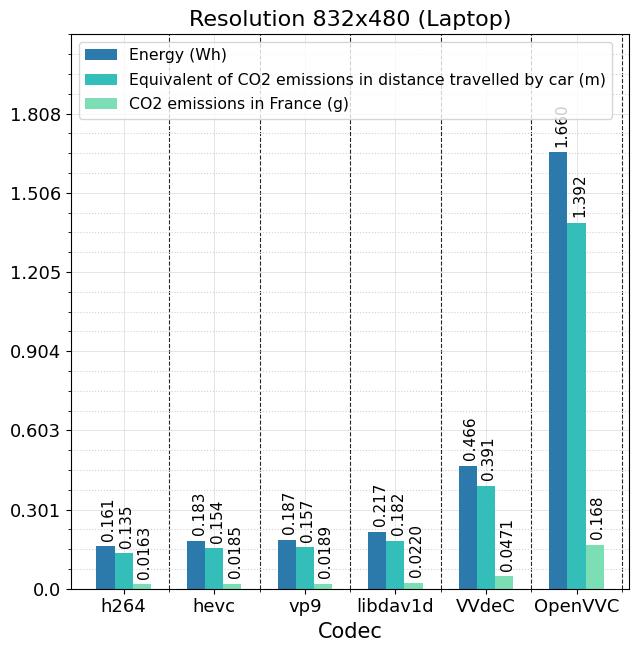 Resolution 832x480 (Laptop)
Energy (Wh)
Equivalent of CO2 emissions in distance travelled by car (m)
CO2 emissions in France (g)
1.808
1.506
1.205
0.904
0.603
0.301
0.0
0.161
0.135
0.0163
0.183
0.154
0.0185
0.187
0.157
0.0189
0.217
0.182
0.0220
0.466
0.391
0.0471
1.660
1.392
0.168
h264
hevc
vp9
libdav1d
VVdeC
OpenVVC
Codec